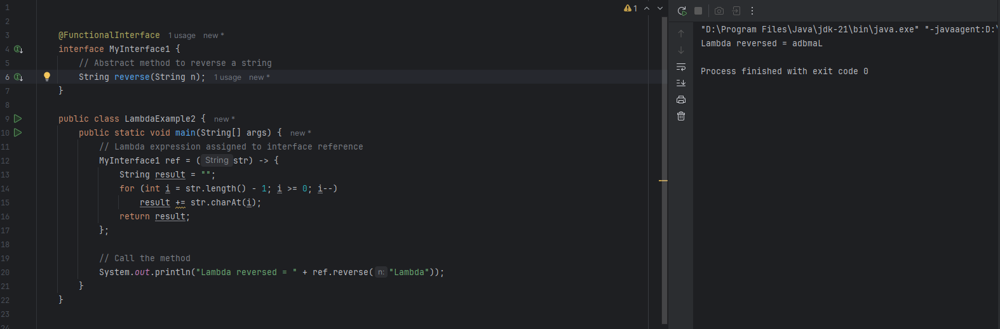 1
1
2
3 @FunctionalInterface 1 usage new *
4 interface MyInterface1 {
5 // Abstract method to reverse a string
6 String reverse(String n); 1 usage new *
7 }
8
9 public class LambdaExample2 { new *
10 public static void main(String[] args) { new *
11 // Lambda expression assigned to interface reference
12 MyInterface1 ref = (String str) -> {
13 String result = "";
14 for (int i = str.length() - 1; i >= 0; i--)
15 result += str.charAt(i);
16 return result;
17 };
18
19 // Call the method
20 System.out.println("Lambda reversed = " + ref.reverse(n: "Lambda"));
21 }
22 }
23
24
"D:\Program Files\Java\jdk-21\bin\java.exe" "-javaagent:D:\
Lambda reversed = adbmaL
Process finished with exit code 0